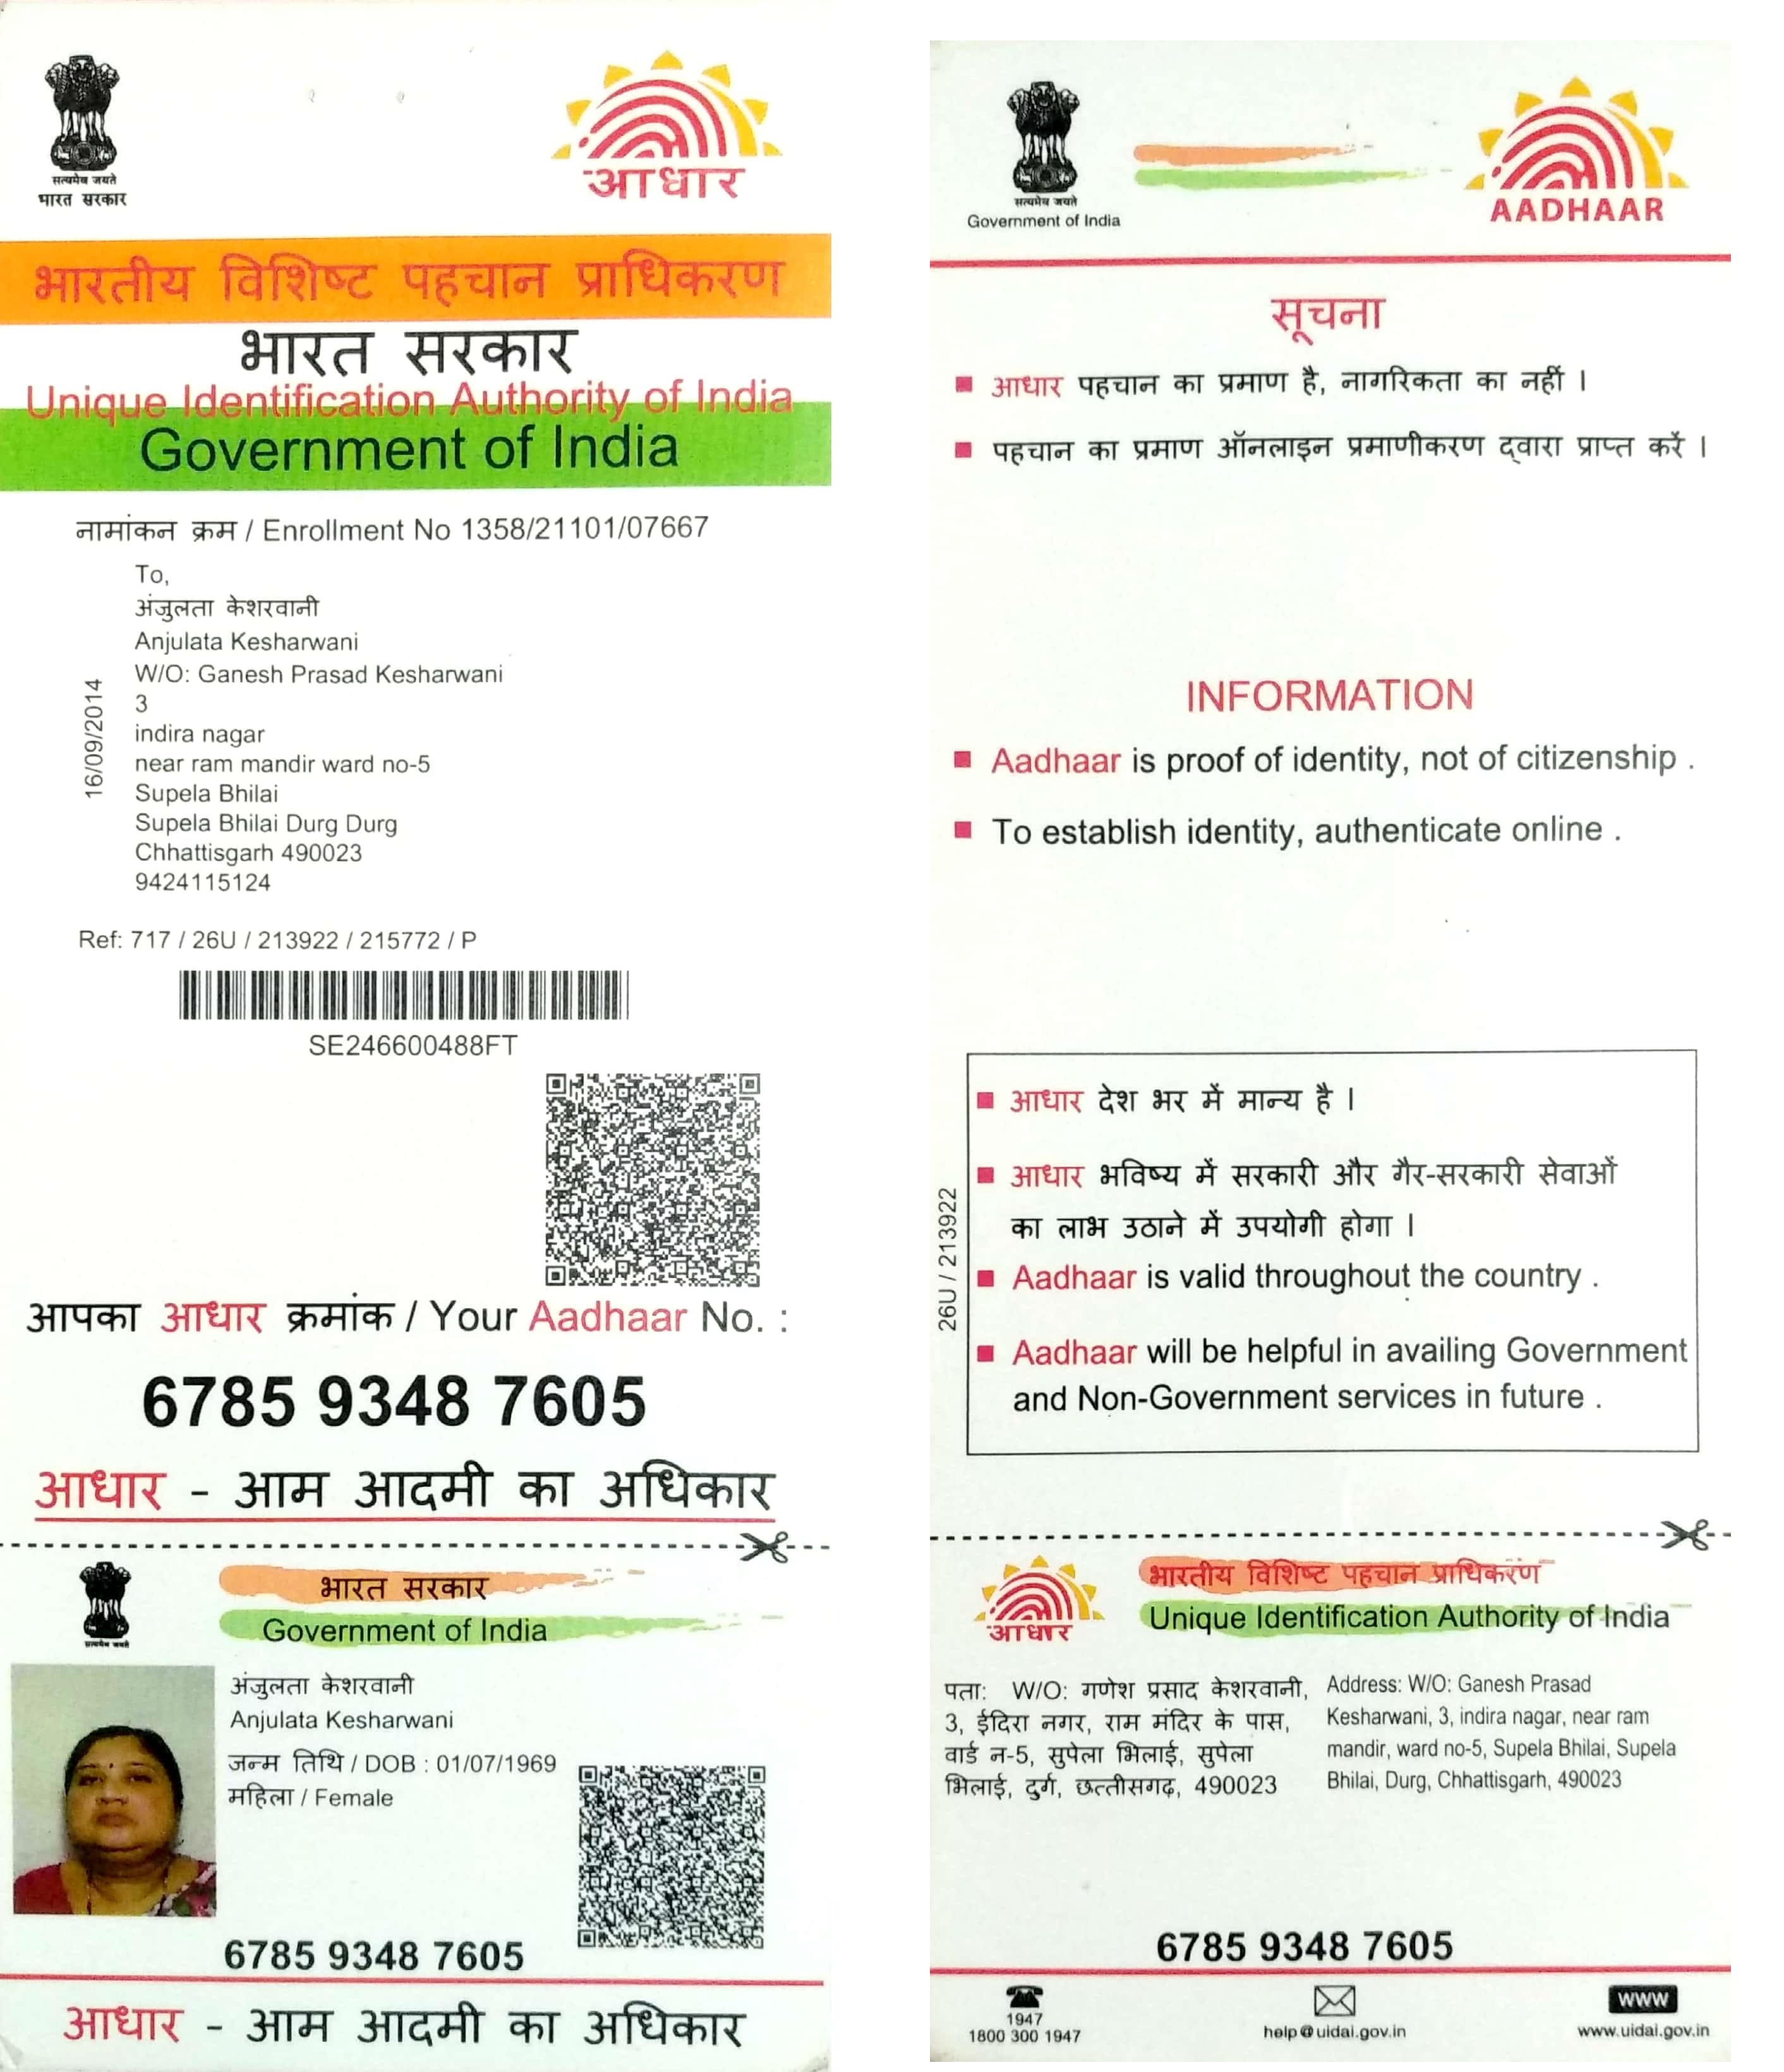 सत्यमेव जयते
भारत सरकार
आधार
भारतीय विशिष्ट पहचान प्राधिकरण
भारत सरकार
Unique Identification Authority of India
Government of India
नामांकन क्रम / Enrollment No 1358/21101/07667
To,
अंजुलता केशरवानी
Anjulata Kesharwani
W/O: Ganesh Prasad Kesharwani
3
indira nagar
near ram mandir ward no-5
Supela Bhilai
Supela Bhilai Durg Durg
Chhattisgarh 490023
9424115124
16/09/2014
Ref: 717 / 26U / 213922 / 215772 / P
SE246600488FT
आपका आधार क्रमांक / Your Aadhaar No. :
6785 9348 7605
आधार - आम आदमी का अधिकार
सत्यमेव जयते
भारत सरकार
Government of India
अंजुलता केशरवानी
Anjulata Kesharwani
जन्म तिथि / DOB : 01/07/1969
महिला / Female
6785 9348 7605
आधार - आम आदमी का अधिकार
सत्यमेव जयते
Government of India
AADHAAR
सूचना
आधार पहचान का प्रमाण है, नागरिकता का नहीं ।
पहचान का प्रमाण ऑनलाइन प्रमाणीकरण द्वारा प्राप्त करें ।
INFORMATION
Aadhaar is proof of identity, not of citizenship .
To establish identity, authenticate online .
आधार देश भर में मान्य है ।
आधार भविष्य में सरकारी और गैर-सरकारी सेवाओं
का लाभ उठाने में उपयोगी होगा ।
Aadhaar is valid throughout the country .
Aadhaar will be helpful in availing Government
and Non-Government services in future .
26U / 213922
आधार
भारतीय विशिष्ट पहचान प्राधिकरण
Unique Identification Authority of India
पता: W/O: गणेश प्रसाद केशरवानी,
3, ईदिरा नगर, राम मंदिर के पास,
वार्ड न-5, सुपेला भिलाई, सुपेला
भिलाई, दुर्ग, छत्तीसगढ़, 490023
Address: W/O: Ganesh Prasad
Kesharwani, 3, indira nagar, near ram
mandir, ward no-5, Supela Bhilai, Supela
Bhilai, Durg, Chhattisgarh, 490023
6785 9348 7605
1947
1800 300 1947
help@uidai.gov.in
www
www.uidai.gov.in